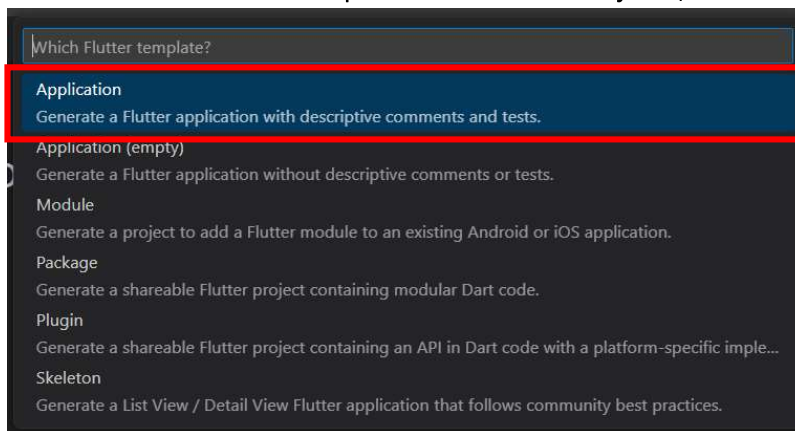 Which Flutter template?
Application
Generate a Flutter application with descriptive comments and tests.
Application (empty)
Generate a Flutter application without descriptive comments or tests.
Module
Generate a project to add a Flutter module to an existing Android or iOS application.
Package
Generate a shareable Flutter project containing modular Dart code.
Plugin
Generate a shareable Flutter project containing an API in Dart code with a platform-specific imple...
Skeleton
Generate a List View / Detail View Flutter application that follows community best practices.